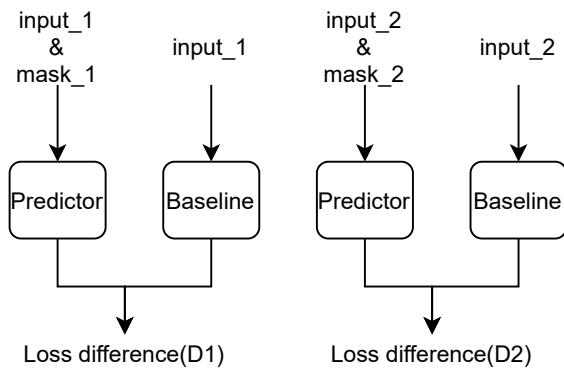 input_1
&
mask_1
input_1
input_2
&
mask_2
input_2
Predictor
Baseline
Predictor
Baseline
Loss difference(D1)
Loss difference(D2)